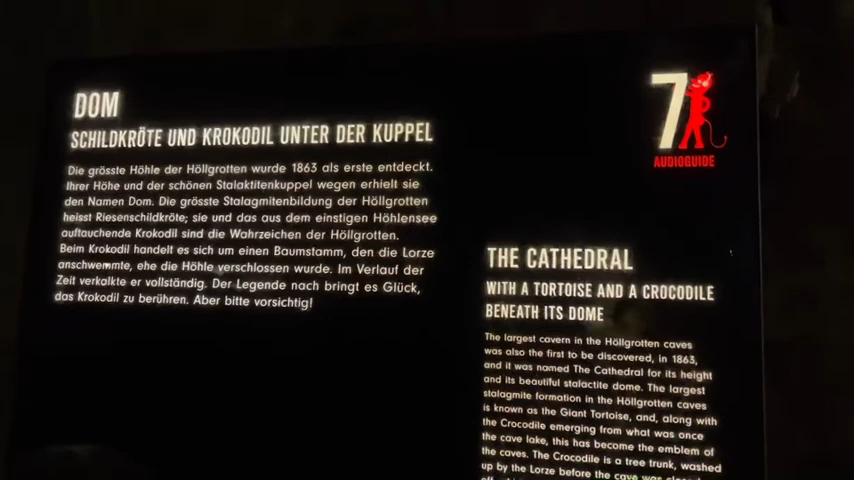 DOM
SCHILDKRÖTE UND KROKODIL UNTER DER KUPPEL
Die grösste Höhle der Höllgrotten wurde 1863 als erste entdeckt.
Ihrer Höhe und der schönen Stalaktitenkuppel wegen erhielt sie
den Namen Dom. Die grösste Stalagmitenbildung der Höllgrotten
heisst Riesenschildkröte; sie und das aus dem einstigen Höhlensee
auftauchende Krokodil sind die Wahrzeichen der Höllgrotten.
Beim Krokodil handelt es sich um einen Baumstamm, den die Lorze
anschwemmte, ehe die Höhle verschlossen wurde. Im Verlauf der
Zeit verkalkte er vollständig. Der Legende nach bringt es Glück,
das Krokodil zu berühren. Aber bitte vorsichtig!
7
AUDIOGUIDE
THE CATHEDRAL
WITH A TORTOISE AND A CROCODILE
BENEATH ITS DOME
The largest cavern in the Höllgrotten caves
was also the first to be discovered, in 1863,
and it was named The Cathedral for its height
and its beautiful stalactite dome. The largest
stalagmite formation in the Höllgrotten caves
is known as the Giant Tortoise, and, along with
the Crocodile emerging from what was once
the cave lake, this has become the emblem of
the caves. The Crocodile is a tree trunk, washed
up by the Lorze before the cave was